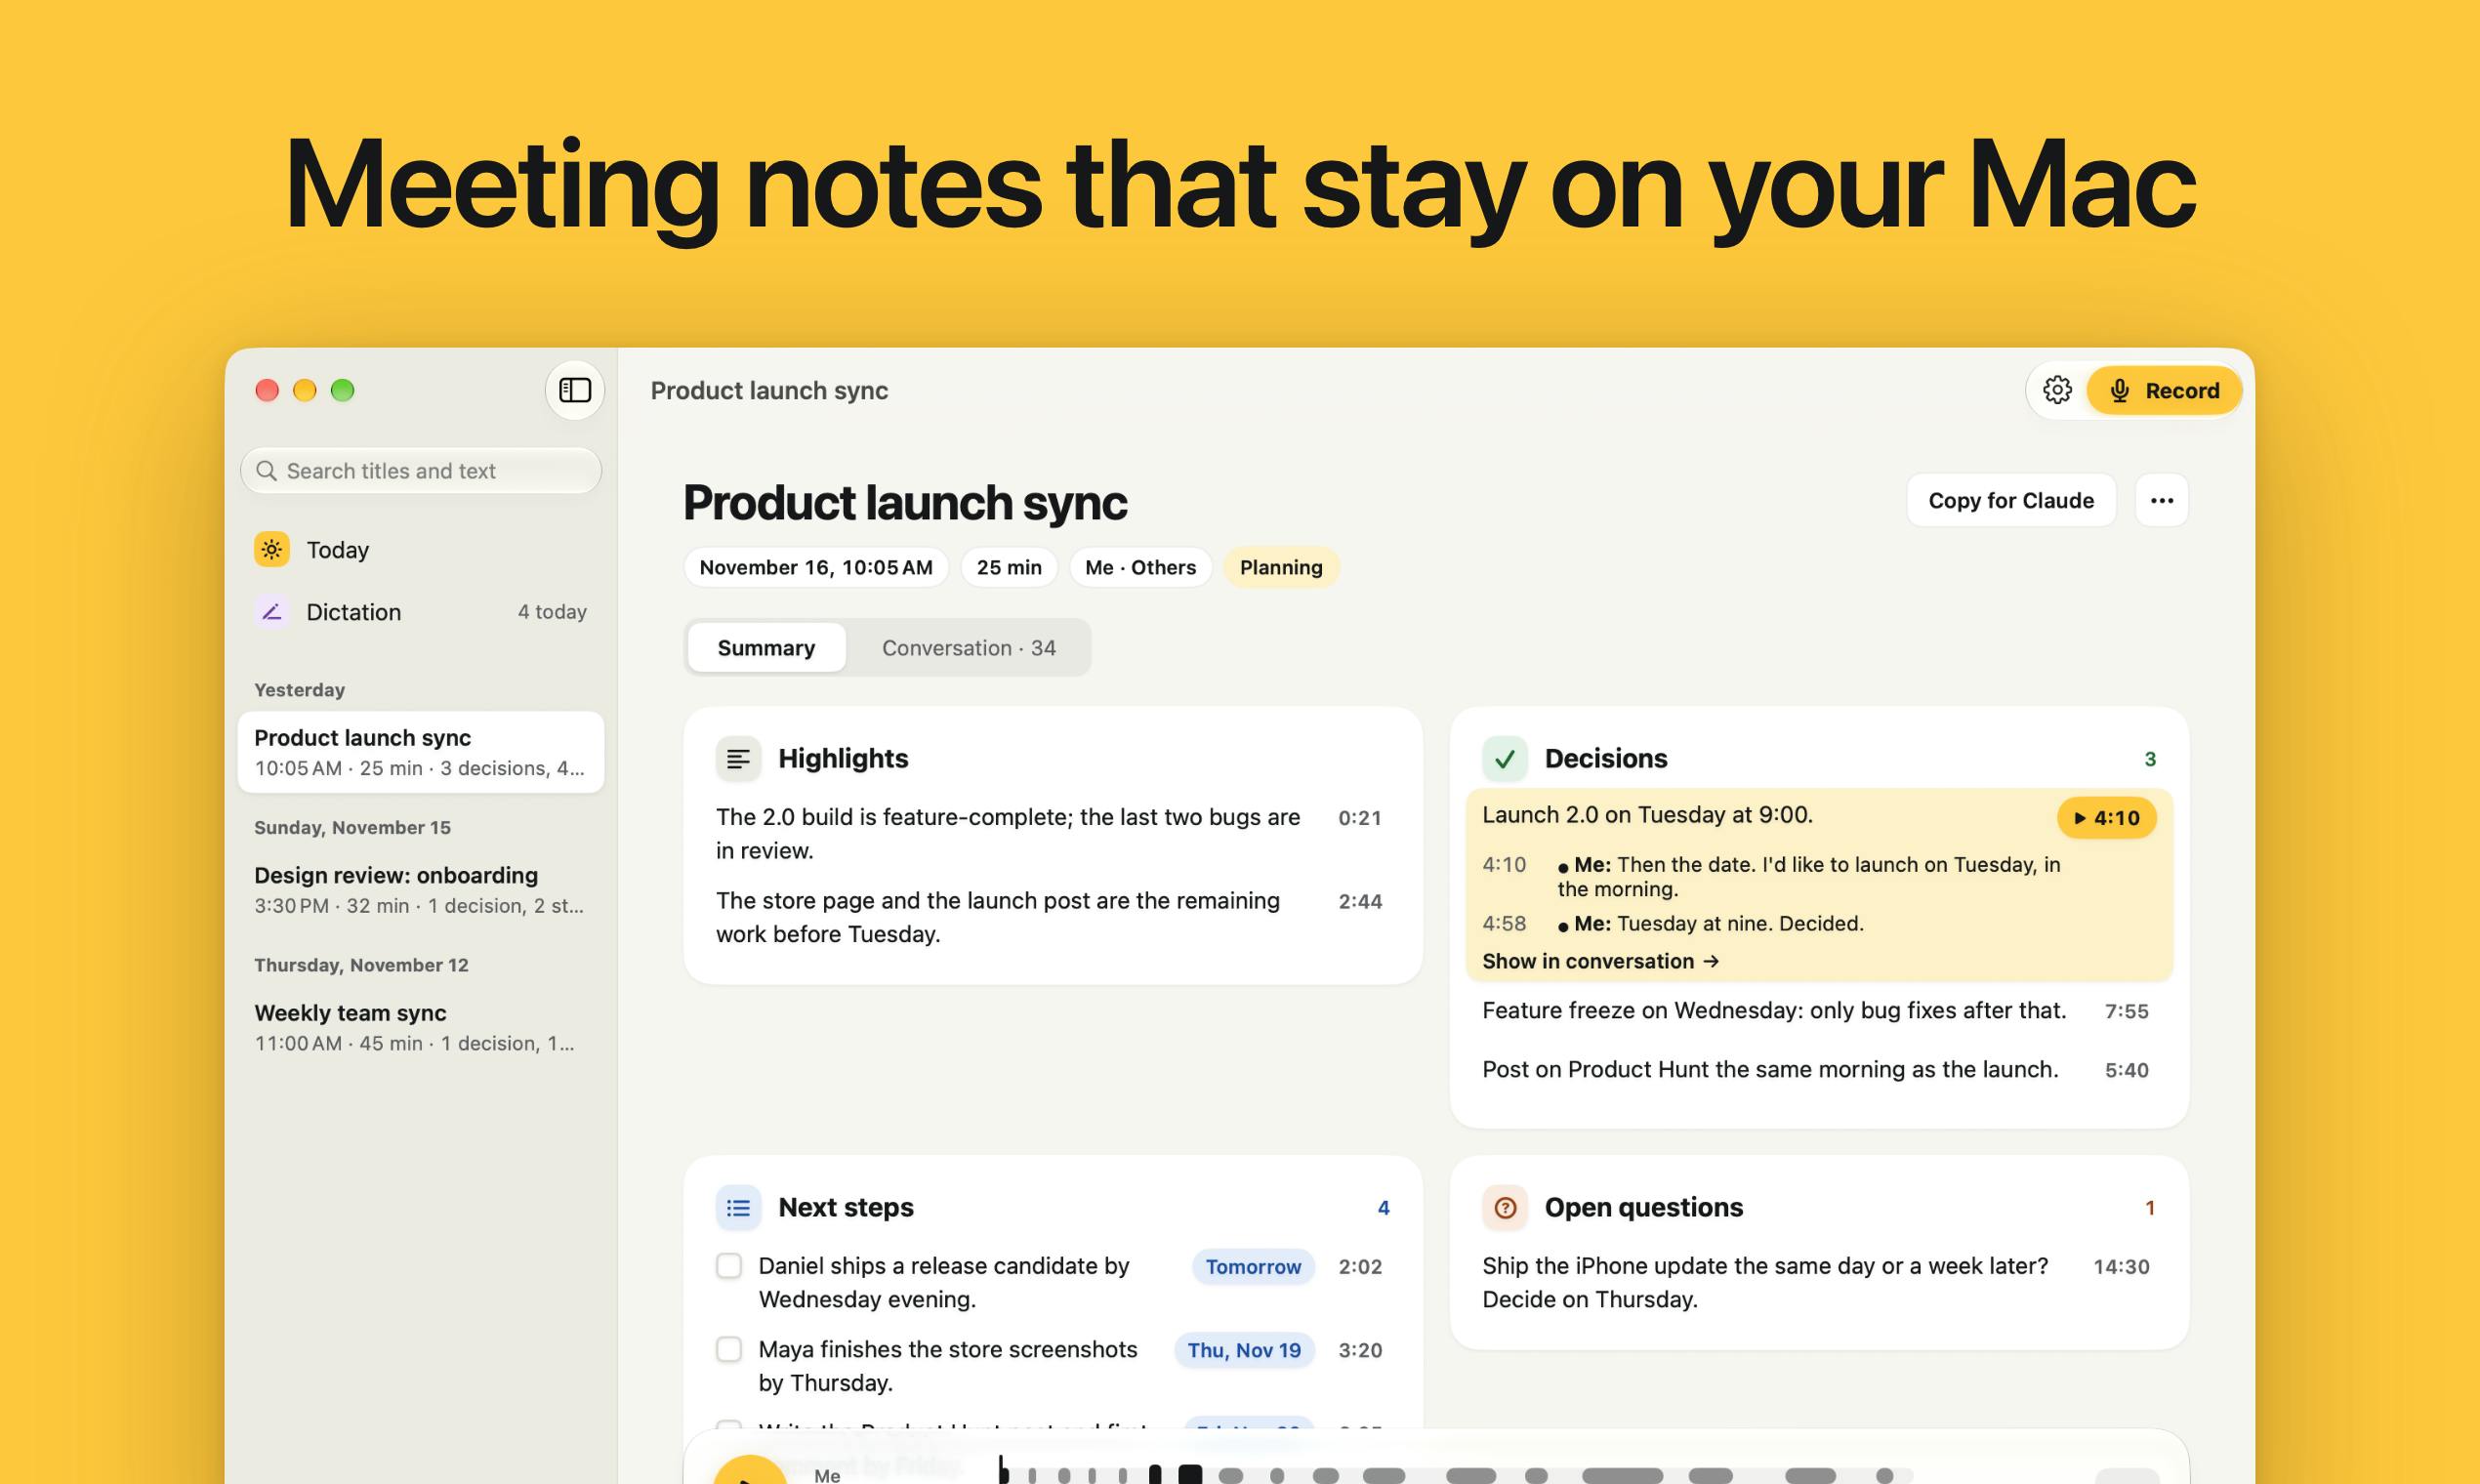 Meeting notes that stay on your Mac
Product launch sync
Record
Search titles and text
Today
Dictation
4 today
Yesterday
Product launch sync
10:05 AM · 25 min · 3 decisions, 4...
Sunday, November 15
Design review: onboarding
3:30 PM · 32 min · 1 decision, 2 st...
Thursday, November 12
Weekly team sync
11:00 AM · 45 min · 1 decision, 1...
Product launch sync
Copy for Claude
November 16, 10:05 AM
25 min
Me · Others
Planning
Summary
Conversation · 34
Highlights
The 2.0 build is feature-complete; the last two bugs are
0:21
in review.
The store page and the launch post are the remaining
2:44
work before Tuesday.
Decisions
3
Launch 2.0 on Tuesday at 9:00.
4:10
4:10
Me: Then the date. I'd like to launch on Tuesday, in
the morning.
4:58
Me: Tuesday at nine. Decided.
Show in conversation →
Feature freeze on Wednesday: only bug fixes after that.
7:55
Post on Product Hunt the same morning as the launch.
5:40
Next steps
4
Daniel ships a release candidate by
Tomorrow
2:02
Wednesday evening.
Maya finishes the store screenshots
Thu, Nov 19
3:20
by Thursday.
Open questions
1
Ship the iPhone update the same day or a week later?
14:30
Decide on Thursday.
Me